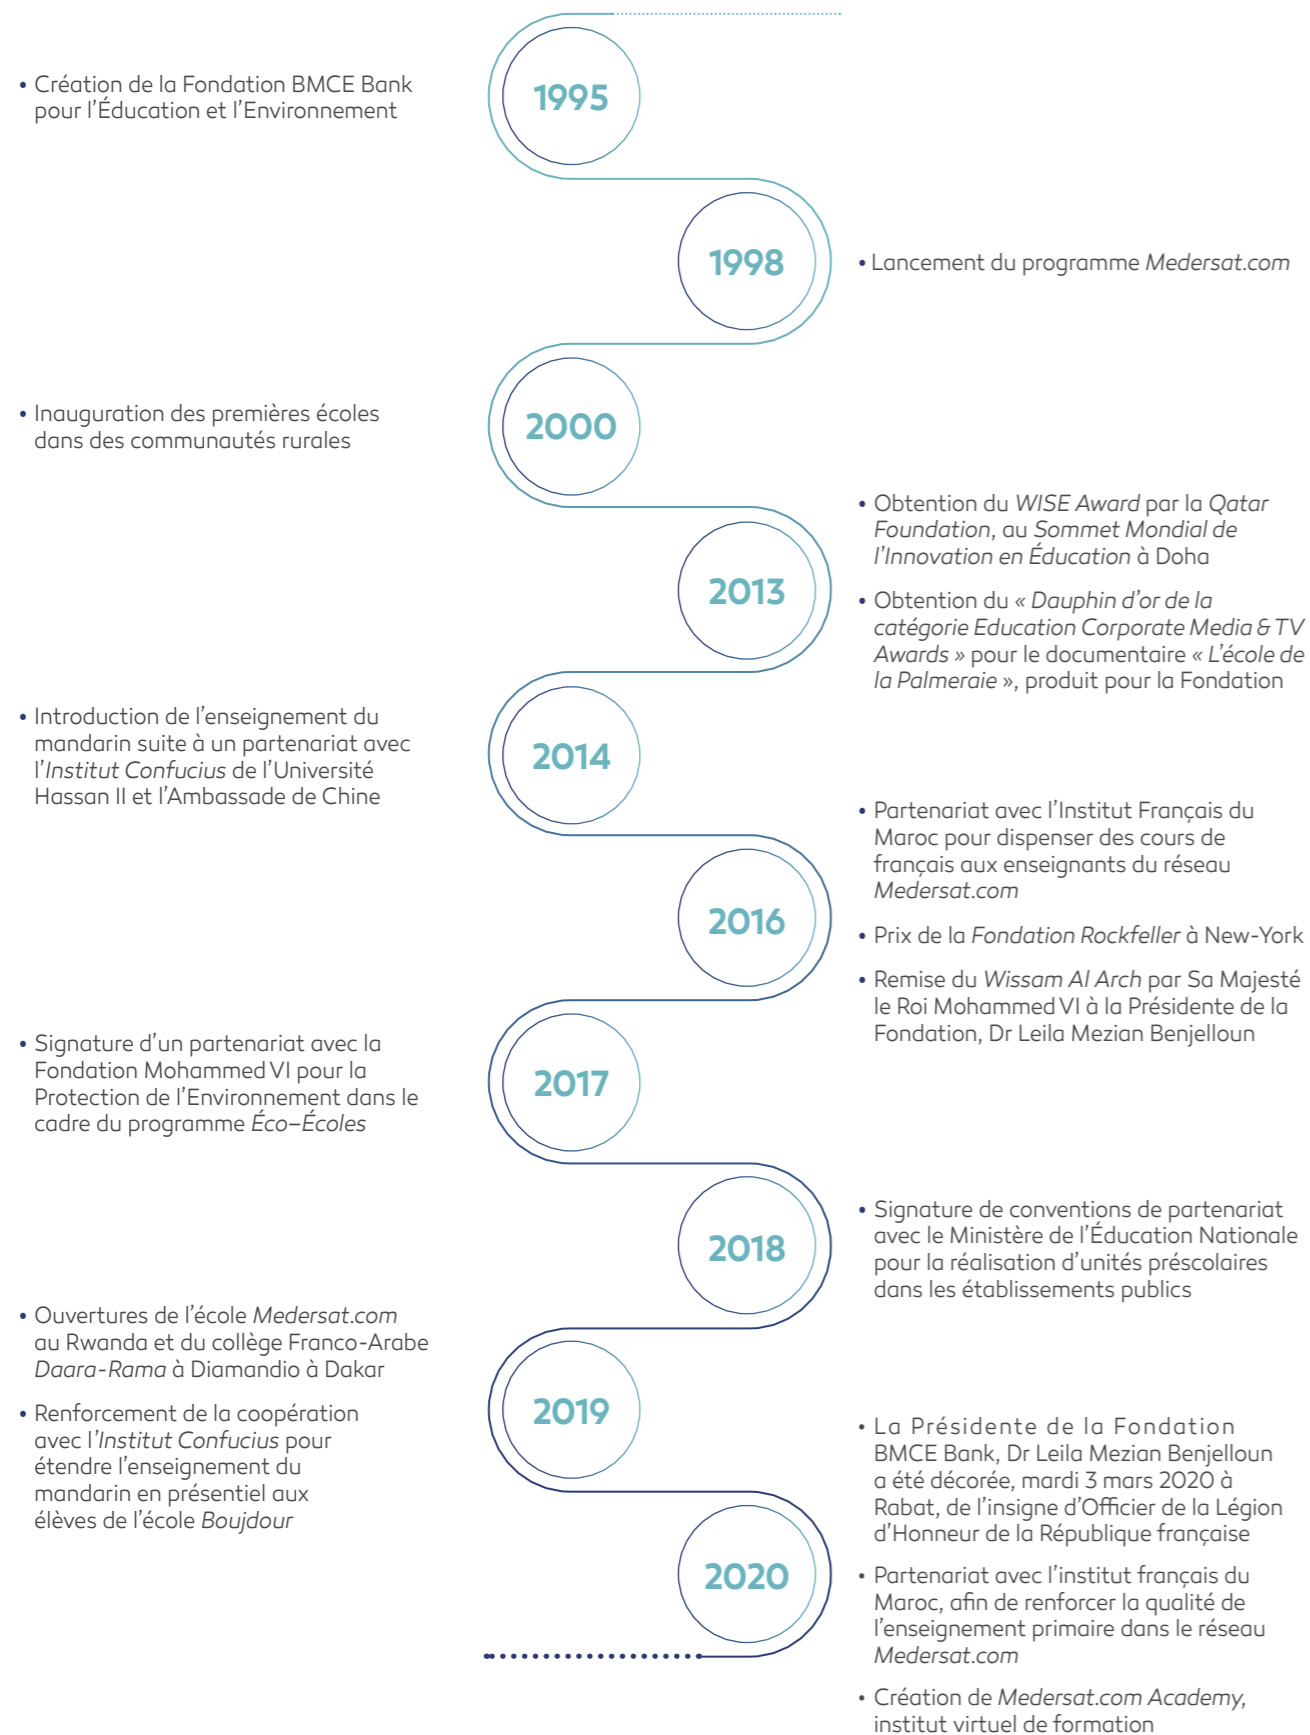 1995
• Création de la Fondation BMCE Bank
pour l'Éducation et l'Environnement
1998
• Lancement du programme Medersat.com
2000
• Inauguration des premières écoles
dans des communautés rurales
2013
• Obtention du WISE Award par la Qatar
Foundation, au Sommet Mondial de
l'Innovation en Éducation à Doha
• Obtention du « Dauphin d'or de la
catégorie Education Corporate Media & TV
Awards » pour le documentaire « L'école de
la Palmeraie », produit pour la Fondation
2014
• Introduction de l'enseignement du
mandarin suite à un partenariat avec
l'Institut Confucius de l'Université
Hassan II et l'Ambassade de Chine
2016
• Partenariat avec l'Institut Français du
Maroc pour dispenser des cours de
français aux enseignants du réseau
Medersat.com
• Prix de la Fondation Rockfeller à New-York
• Remise du Wissam Al Arch par Sa Majesté
le Roi Mohammed VI à la Présidente de la
Fondation, Dr Leila Mezian Benjelloun
2017
• Signature d'un partenariat avec la
Fondation Mohammed VI pour la
Protection de l'Environnement dans le
cadre du programme Éco–Écoles
2018
• Signature de conventions de partenariat
avec le Ministère de l'Éducation Nationale
pour la réalisation d'unités préscolaires
dans les établissements publics
2019
• Ouvertures de l'école Medersat.com
au Rwanda et du collège Franco-Arabe
Daara-Rama à Diamandio à Dakar
• Renforcement de la coopération
avec l'Institut Confucius pour
étendre l'enseignement du
mandarin en présentiel aux
élèves de l'école Boujdour
2020
• La Présidente de la Fondation
BMCE Bank, Dr Leila Mezian Benjelloun
a été décorée, mardi 3 mars 2020 à
Rabat, de l'insigne d'Officier de la Légion
d'Honneur de la République française
• Partenariat avec l'institut français du
Maroc, afin de renforcer la qualité de
l'enseignement primaire dans le réseau
Medersat.com
• Création de Medersat.com Academy,
institut virtuel de formation